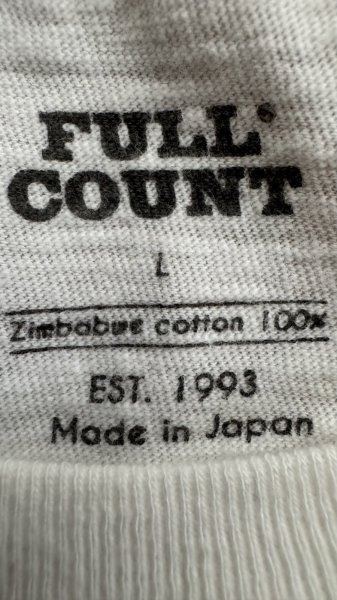 FULL
COUNT
L
Zimbabwe cotton 100%
EST. 1993
Made in Japan